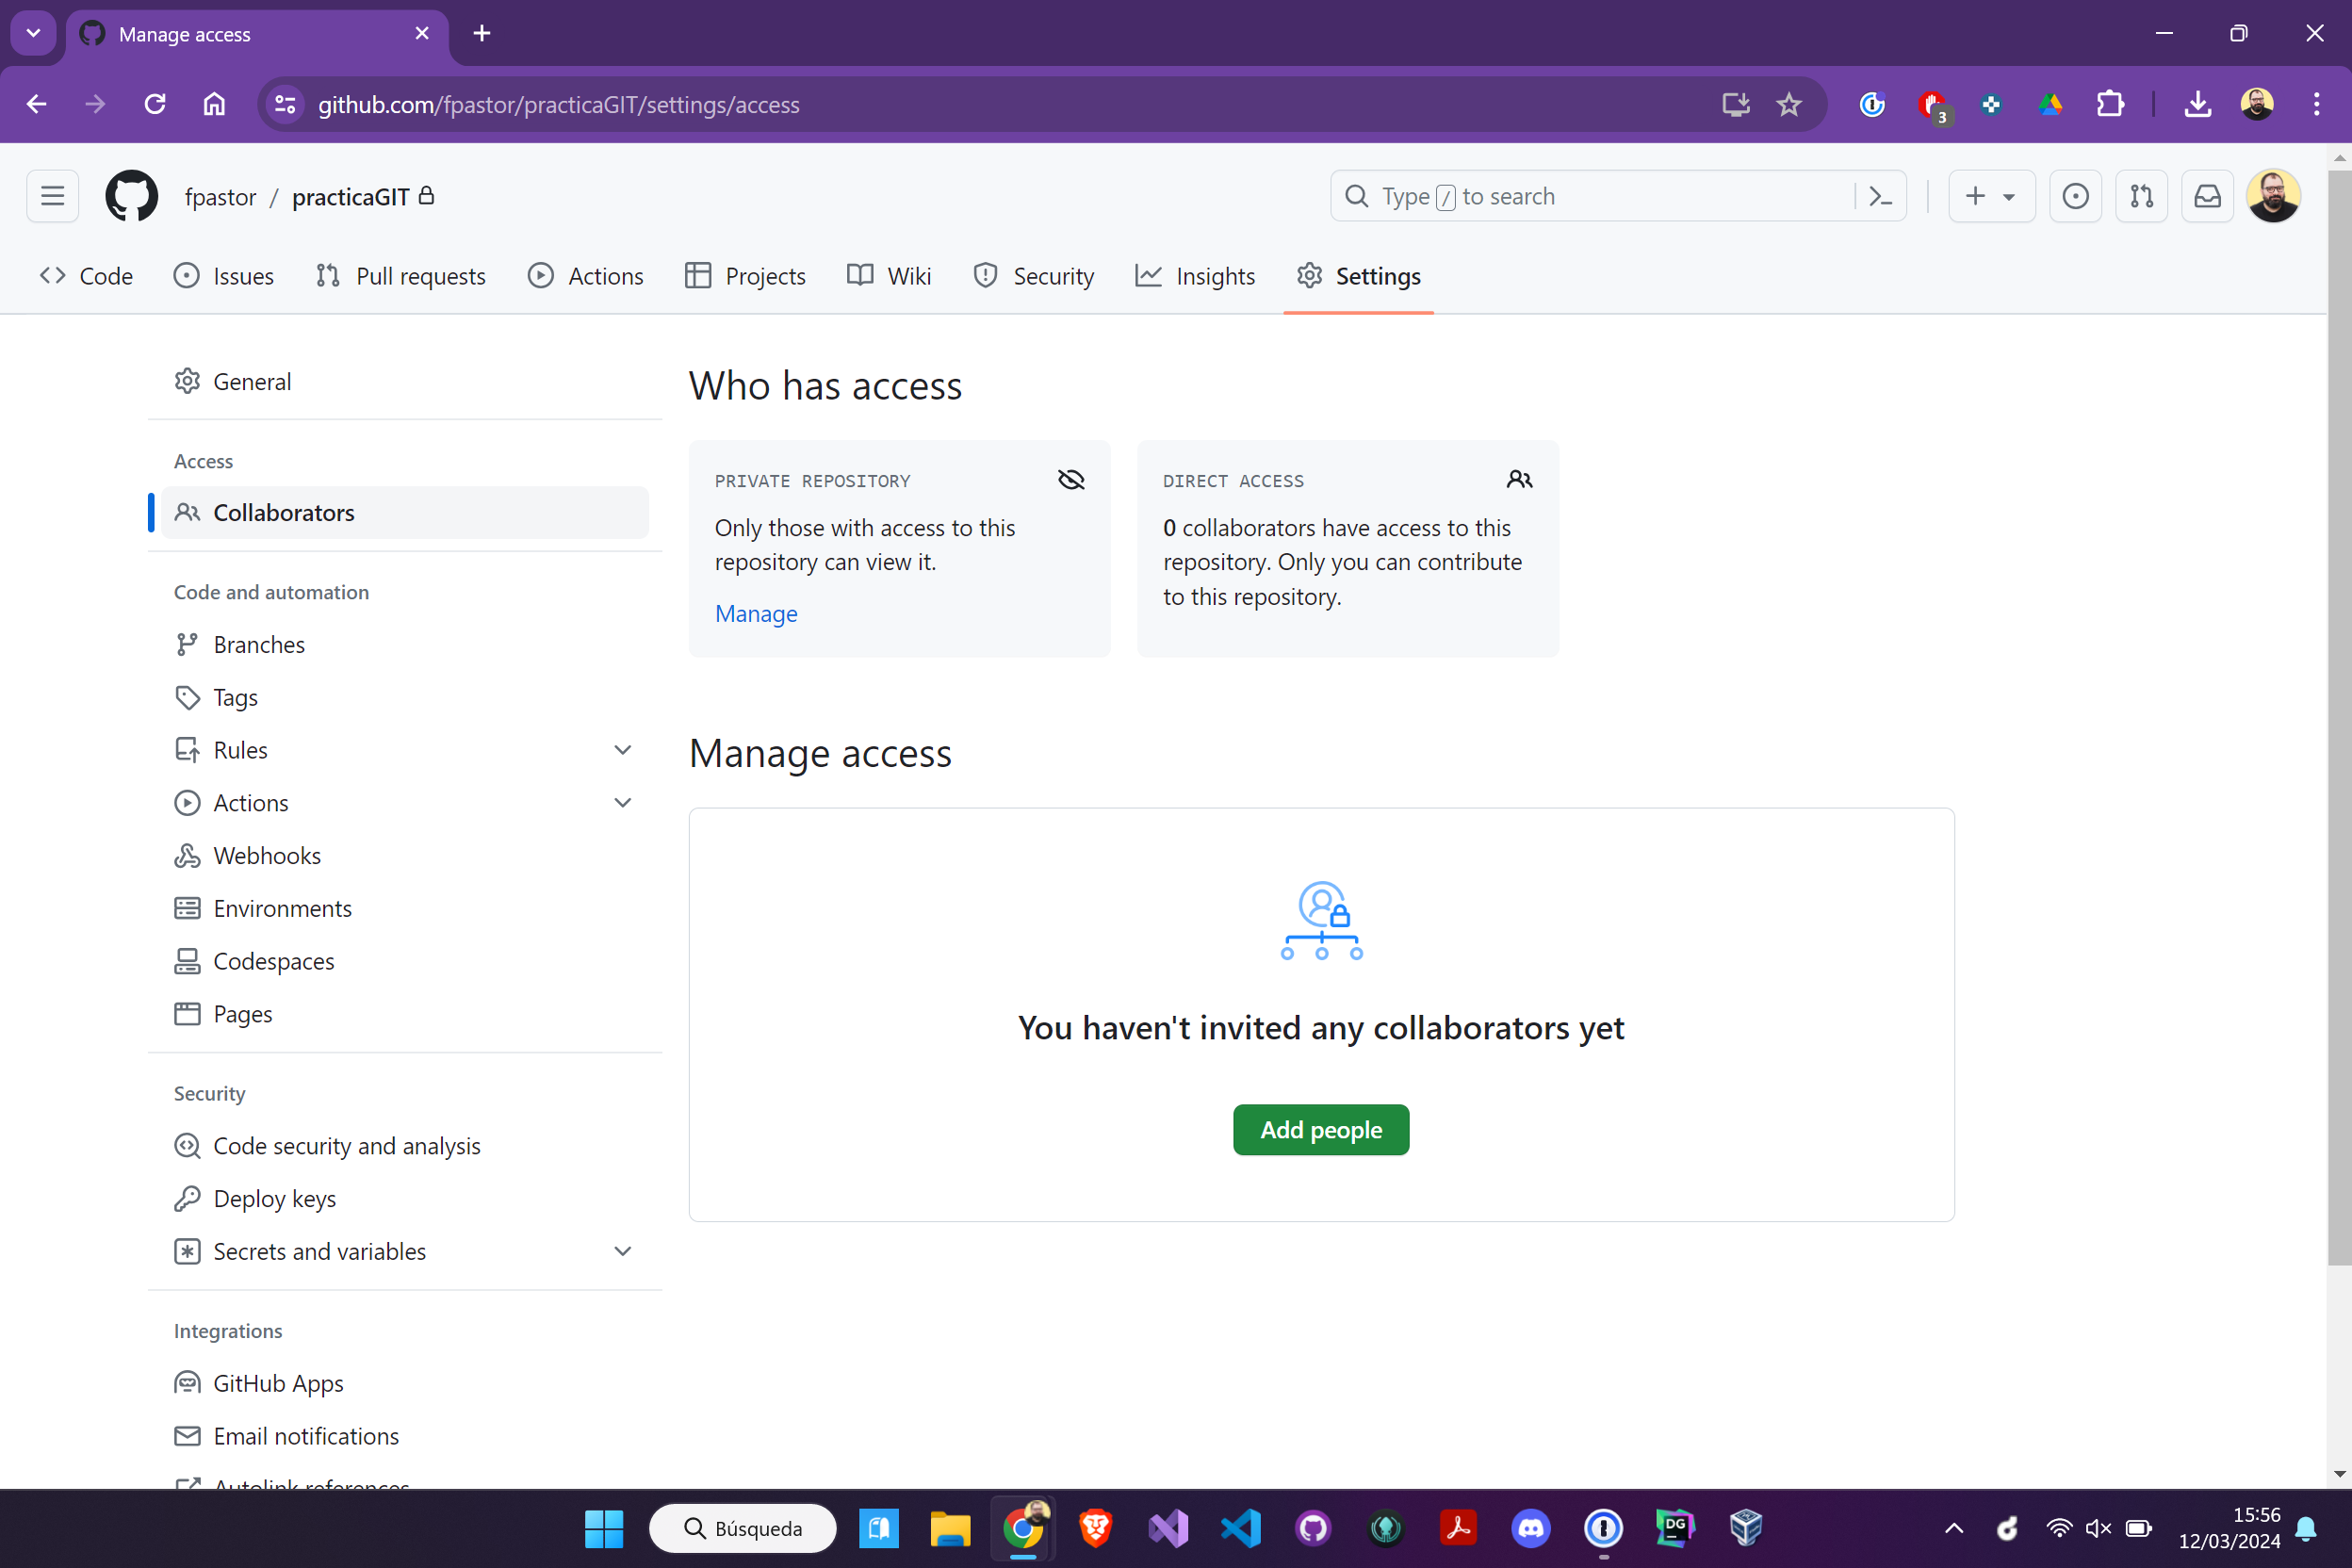 Manage access
github.com/fpastor/practicaGIT/settings/access
3
fpastor / practicaGIT
Type / to search
Code
Issues
Pull requests
Actions
Projects
Wiki
Security
Insights
Settings
General
Access
Collaborators
Code and automation
Branches
Tags
Rules
Actions
Webhooks
Environments
Codespaces
Pages
Security
Code security and analysis
Deploy keys
Secrets and variables
Integrations
GitHub Apps
Email notifications
Autolink references
Who has access
PRIVATE REPOSITORY
Only those with access to this
repository can view it.
Manage
DIRECT ACCESS
0 collaborators have access to this
repository. Only you can contribute
to this repository.
Manage access
You haven't invited any collaborators yet
Add people
Búsqueda
DG
15:56
12/03/2024